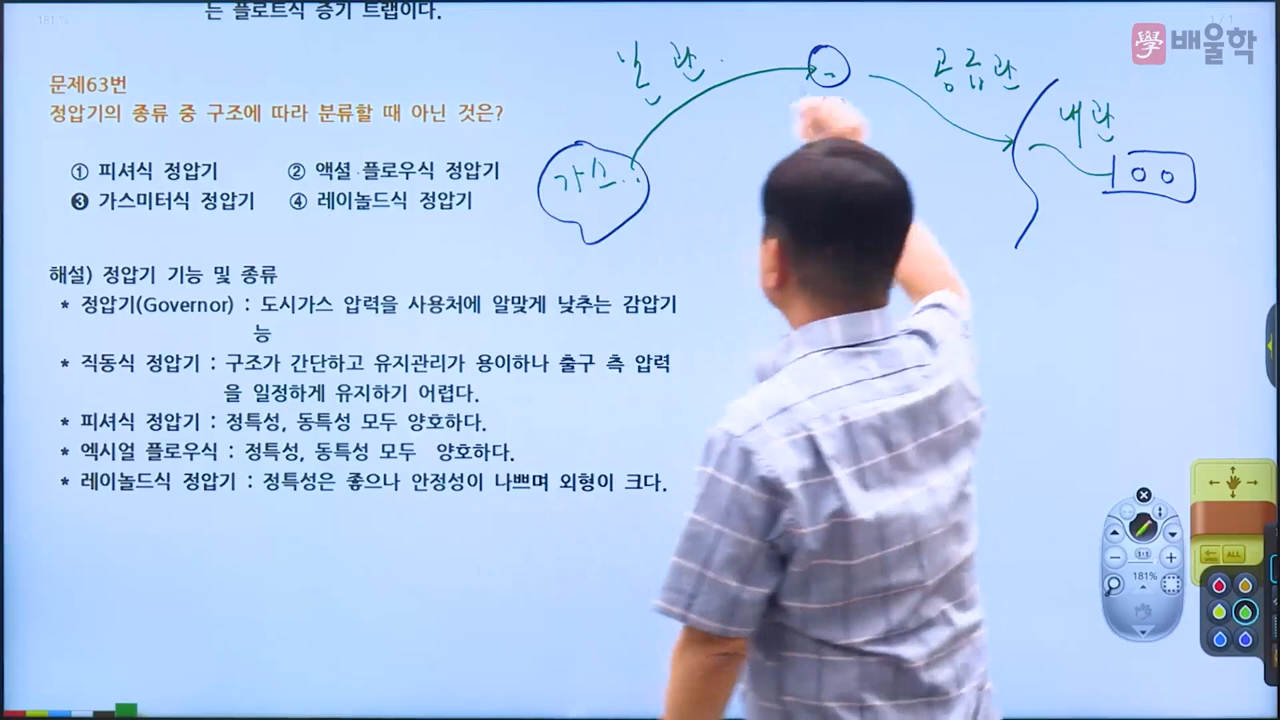 는 플로트식 증기 트랩이다.
181 %
1 / 1
學 배울학
문제63번
정압기의 종류 중 구조에 따라 분류할 때 아닌 것은?
① 피셔식 정압기 ② 액셜 플로우식 정압기
❸ 가스미터식 정압기 ④ 레이놀드식 정압기
해설) 정압기 기능 및 종류
* 정압기(Governor) : 도시가스 압력을 사용처에 알맞게 낮추는 감압기
능
* 직동식 정압기 : 구조가 간단하고 유지관리가 용이하나 출구 측 압력
을 일정하게 유지하기 어렵다.
* 피셔식 정압기 : 정특성, 동특성 모두 양호하다.
* 엑시얼 플로우식 : 정특성, 동특성 모두 양호하다.
* 레이놀드식 정압기 : 정특성은 좋으나 안정성이 나쁘며 외형이 크다.
가스
관
공급관
내관
ALL
1:1
181%